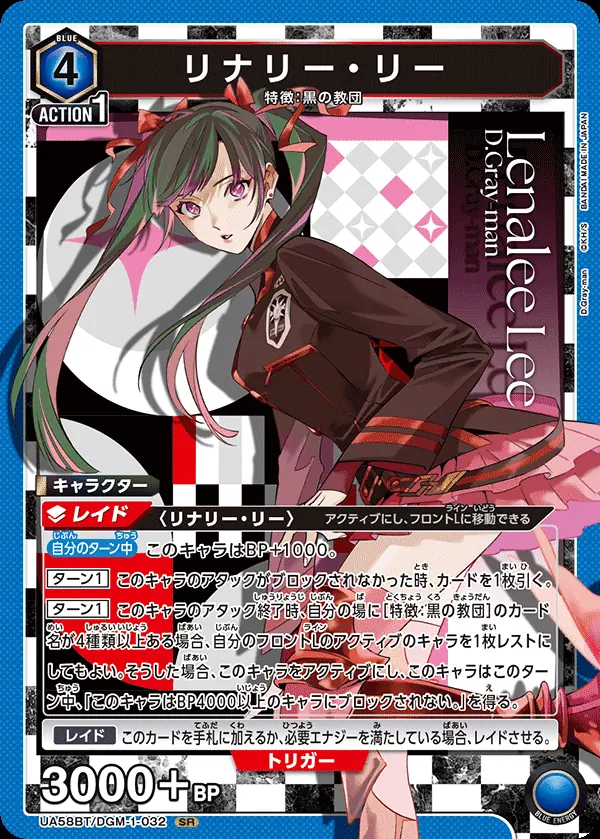 BLUE
4
ACTION 1
リナリー・リー
特徴:黒の教団
Lenalee Lee
D.Gray-man
D.Gray-man ©KH/S BANDAI MADE IN JAPAN
キャラクター
レイド 〈リナリー・リー〉 アクティブにし、フロントLに移動できる
自分のターン中 このキャラはBP+1000。
ターン1 このキャラのアタックがブロックされなかった時、カードを1枚引く。
ターン1 このキャラのアタック終了時、自分の場に[特徴:黒の教団]のカード
名が4種類以上ある場合、自分のフロントLのアクティブのキャラを1枚レストに
してもよい。そうした場合、このキャラをアクティブにし、このキャラはこのター
ン中、「このキャラはBP4000以上のキャラにブロックされない。」を得る。
レイド このカードを手札に加えるか、必要エナジーを満たしている場合、レイドさせる。
トリガー
3000+BP
BLUE ENERGY
UA58BT/DGM-1-032 SR